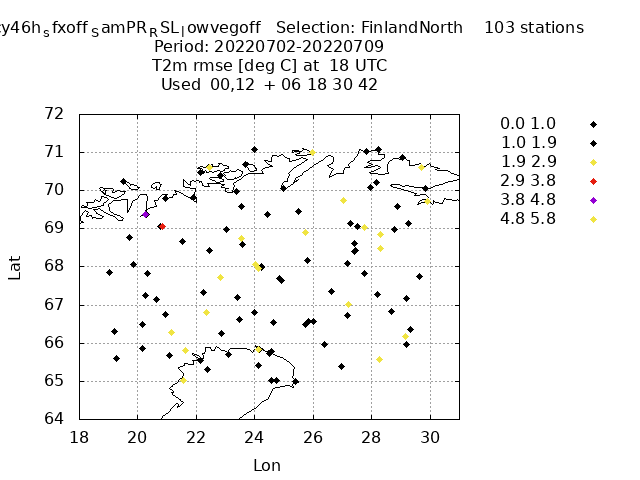 cy46h_sfxoff_SamPR_RSL_lowvegoff Selection: FinlandNorth 103 stations
Period: 20220702-20220709
T2m rmse [deg C] at 18 UTC
Used 00,12 + 06 18 30 42
72
71
70
69
68
67
66
65
64
18 20 22 24 26 28 30
Lat
Lon
0.0 1.0
1.0 1.9
1.9 2.9
2.9 3.8
3.8 4.8
4.8 5.8